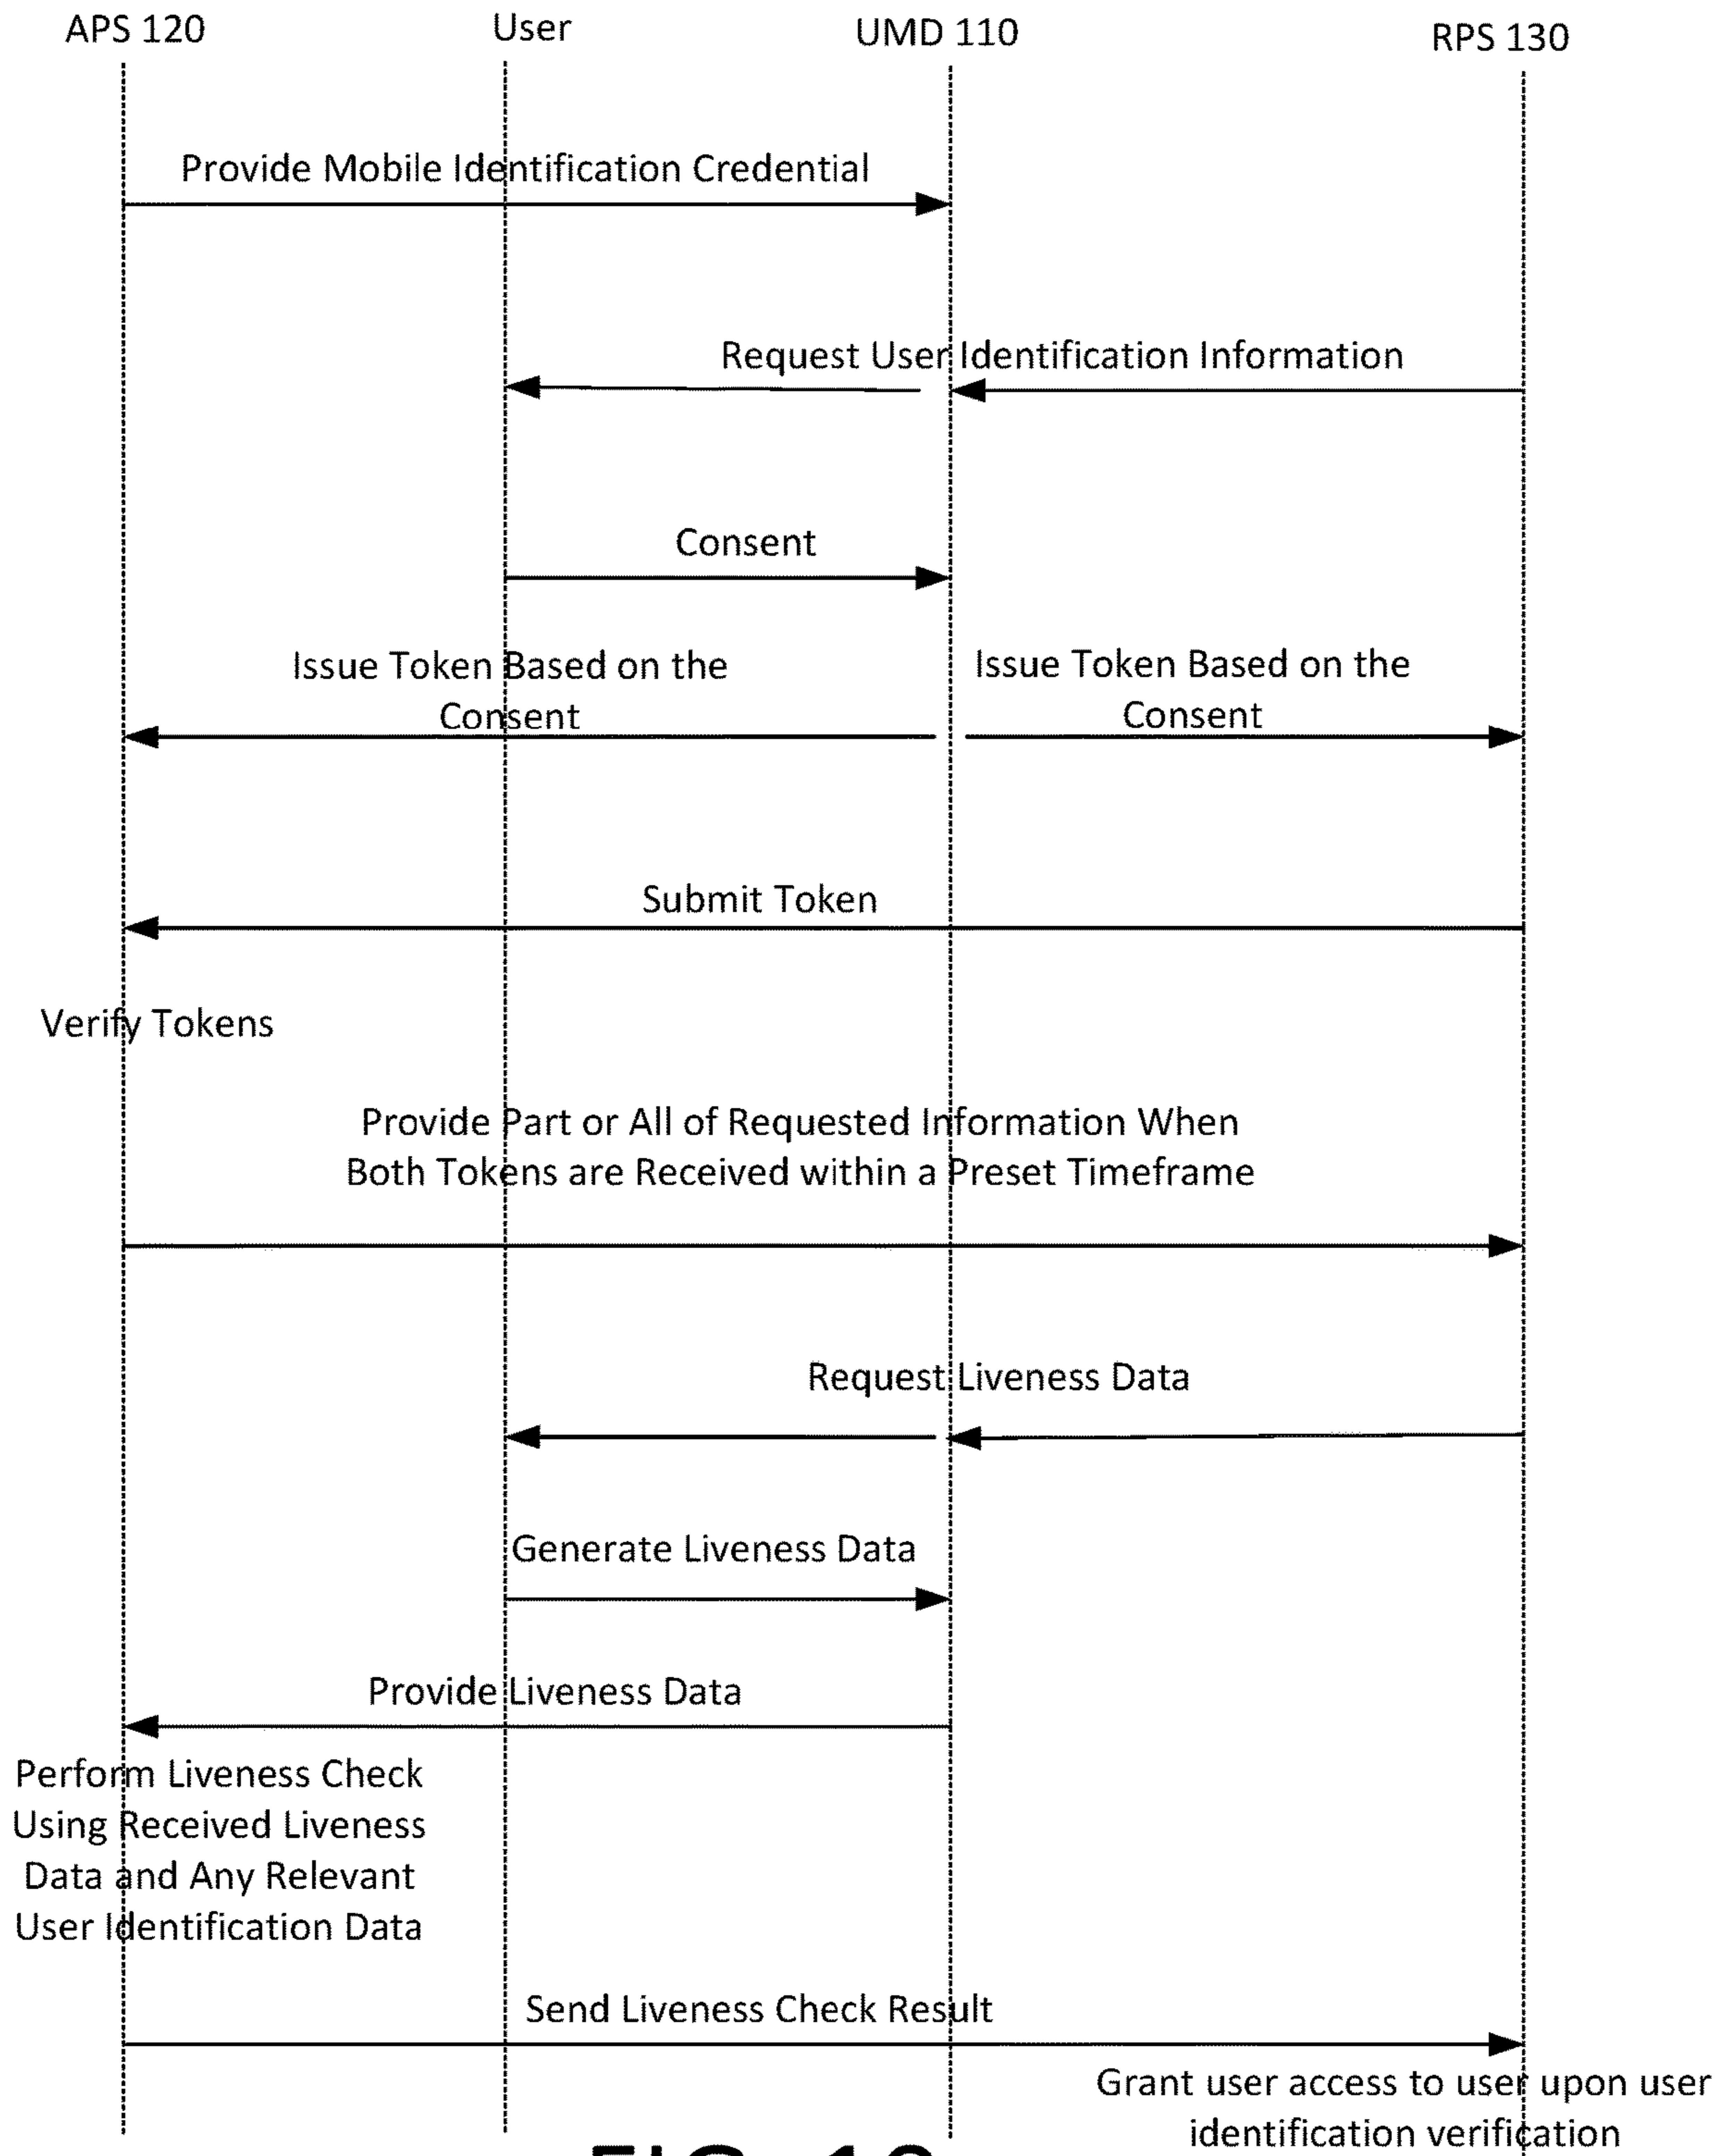 APS 120
User
UMD 110
RPS 130
Provide Mobile Identification Credential
Request User Identification Information
Consent
Issue Token Based on the
Consent
Issue Token Based on the
Consent
Submit Token
Verify Tokens
Provide Part or All of Requested Information When
Both Tokens are Received within a Preset Timeframe
Request Liveness Data
Generate Liveness Data
Provide Liveness Data
Perform Liveness Check
Using Received Liveness
Data and Any Relevant
User Identification Data
Send Liveness Check Result
Grant user access to user upon user
identification verification